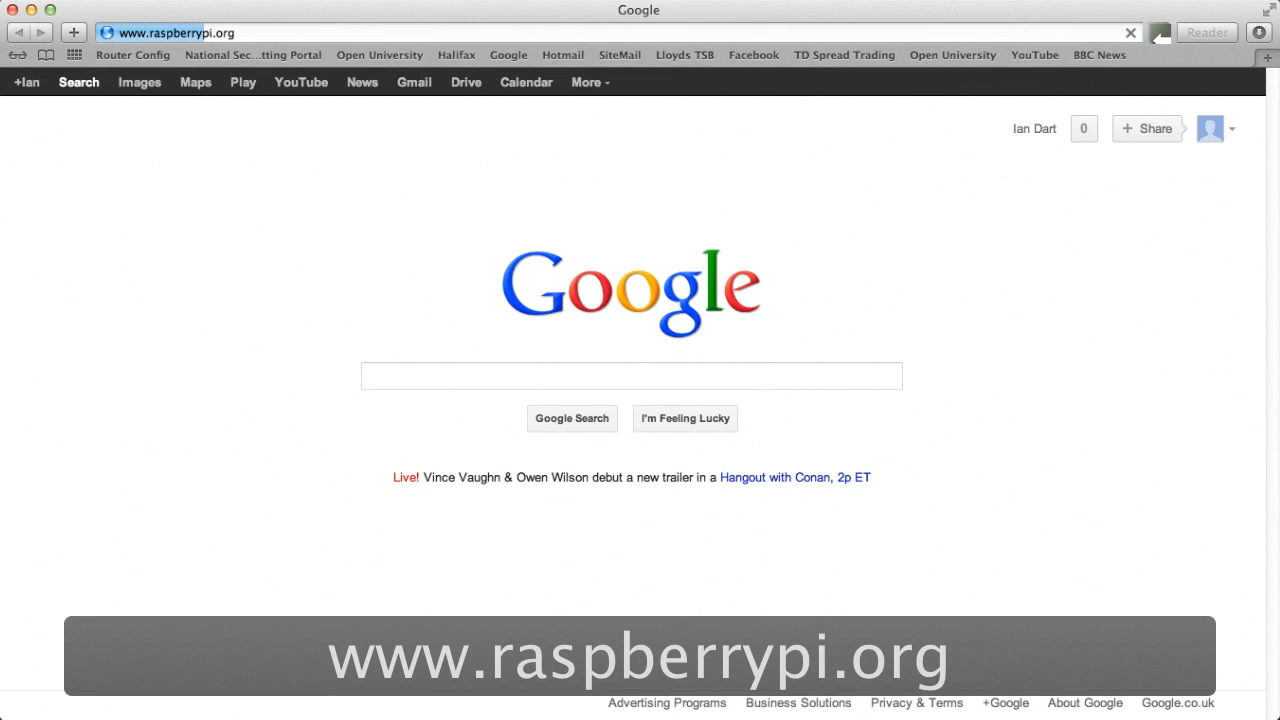 Google
www.raspberrypi.org
Reader
Router Config National Sec...tting Portal Open University Halifax Google Hotmail SiteMail Lloyds TSB Facebook TD Spread Trading Open University YouTube BBC News
+Ian Search Images Maps Play YouTube News Gmail Drive Calendar More
Ian Dart 0 + Share
Google
Google Search I'm Feeling Lucky
Live! Vince Vaughn & Owen Wilson debut a new trailer in a Hangout with Conan, 2p ET
www.raspberrypi.org
Advertising Programs Business Solutions Privacy & Terms +Google About Google Google.co.uk